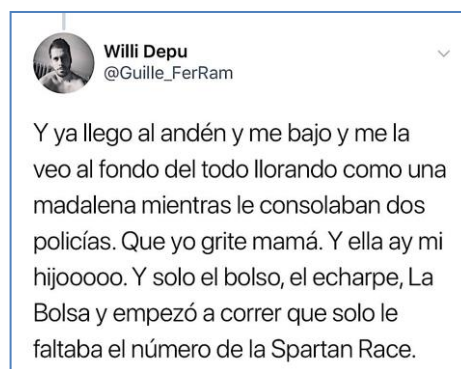 Willi Depu
@Guille_FerRam
Y ya llego al andén y me bajo y me la
veo al fondo del todo llorando como una
madalena mientras le consolaban dos
policías. Que yo grite mamá. Y ella ay mi
hijooooo. Y solo el bolso, el echarpe, La
Bolsa y empezó a correr que solo le
faltaba el número de la Spartan Race.